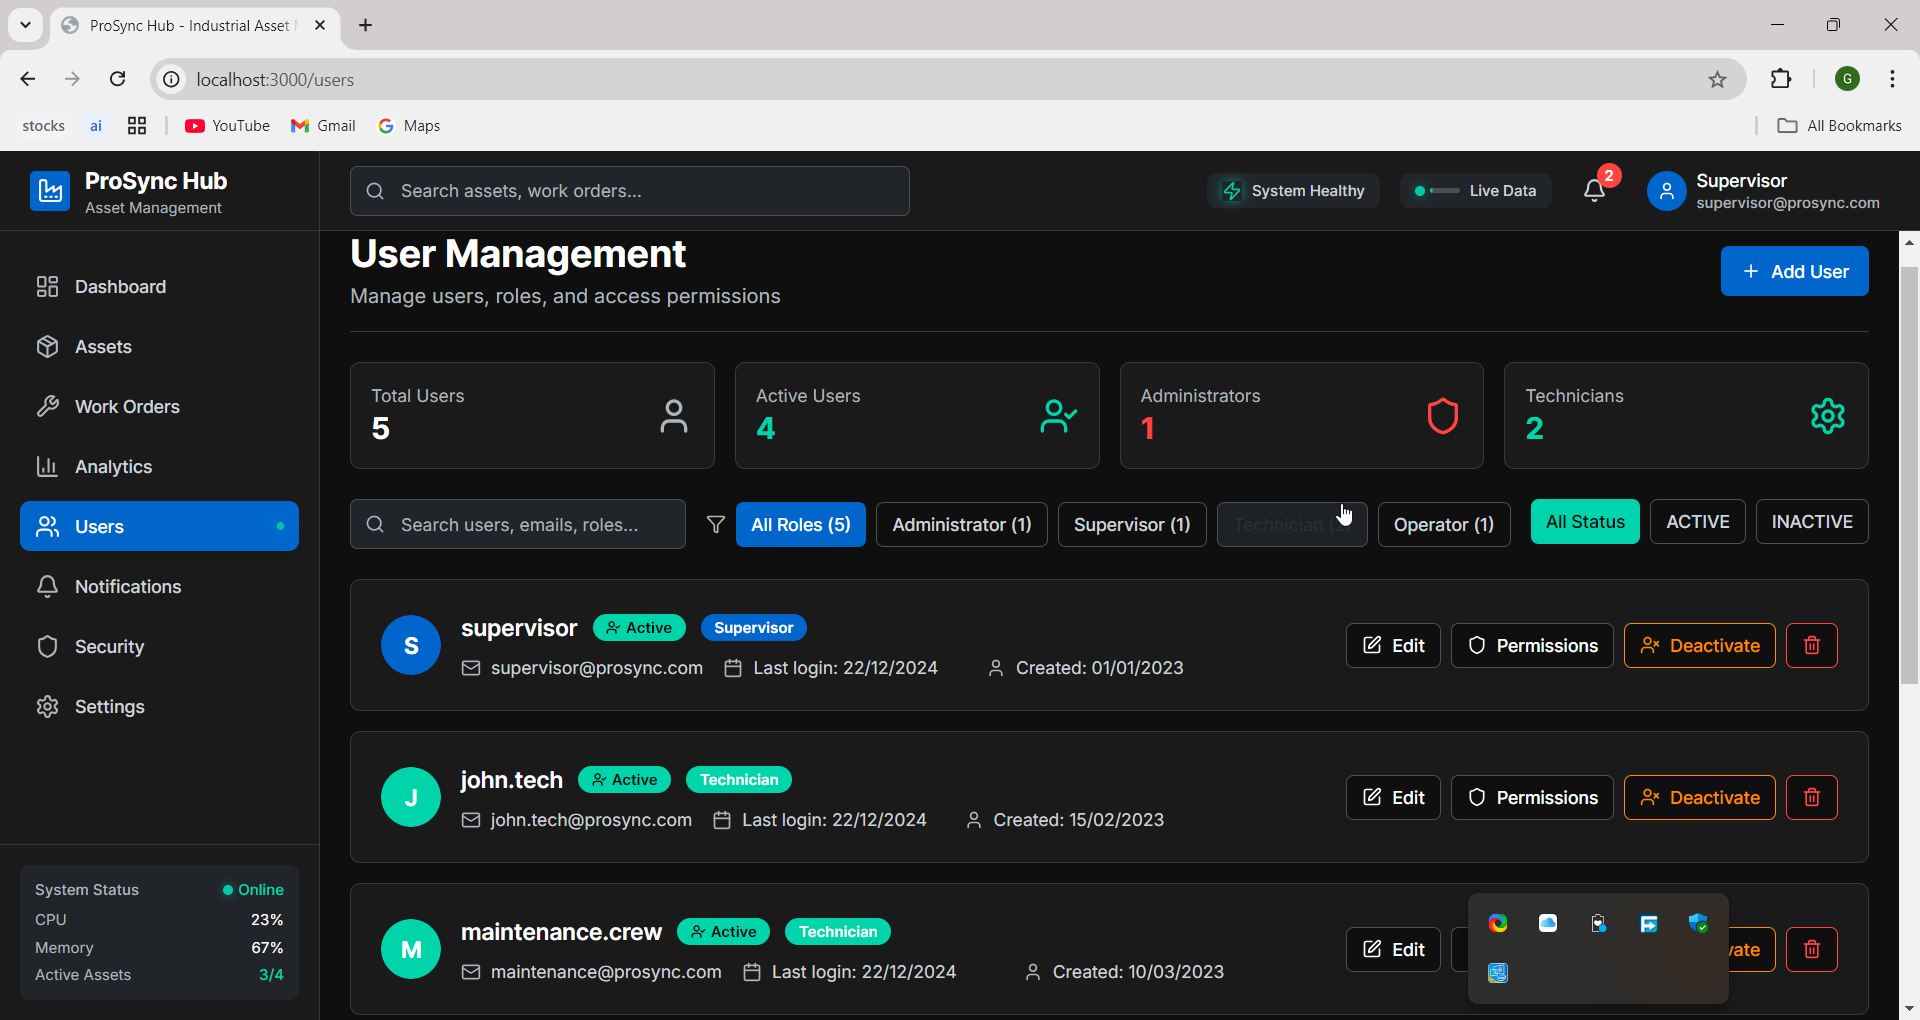 ProSync Hub - Industrial Asset
localhost:3000/users
G
stocks ai YouTube Gmail Maps All Bookmarks
ProSync Hub
Asset Management
Search assets, work orders...
System Healthy
Live Data
2
Supervisor
supervisor@prosync.com
Dashboard
Assets
Work Orders
Analytics
Users
Notifications
Security
Settings
System Status Online
CPU 23%
Memory 67%
Active Assets 3/4
User Management
Manage users, roles, and access permissions
+ Add User
Total Users
5
Active Users
4
Administrators
1
Technicians
2
Search users, emails, roles...
All Roles (5) Administrator (1) Supervisor (1) Technician Operator (1) All Status ACTIVE INACTIVE
S
supervisor Active Supervisor
supervisor@prosync.com Last login: 22/12/2024 Created: 01/01/2023
Edit Permissions Deactivate
J
john.tech Active Technician
john.tech@prosync.com Last login: 22/12/2024 Created: 15/02/2023
Edit Permissions Deactivate
M
maintenance.crew Active Technician
maintenance@prosync.com Last login: 22/12/2024 Created: 10/03/2023
Edit vate